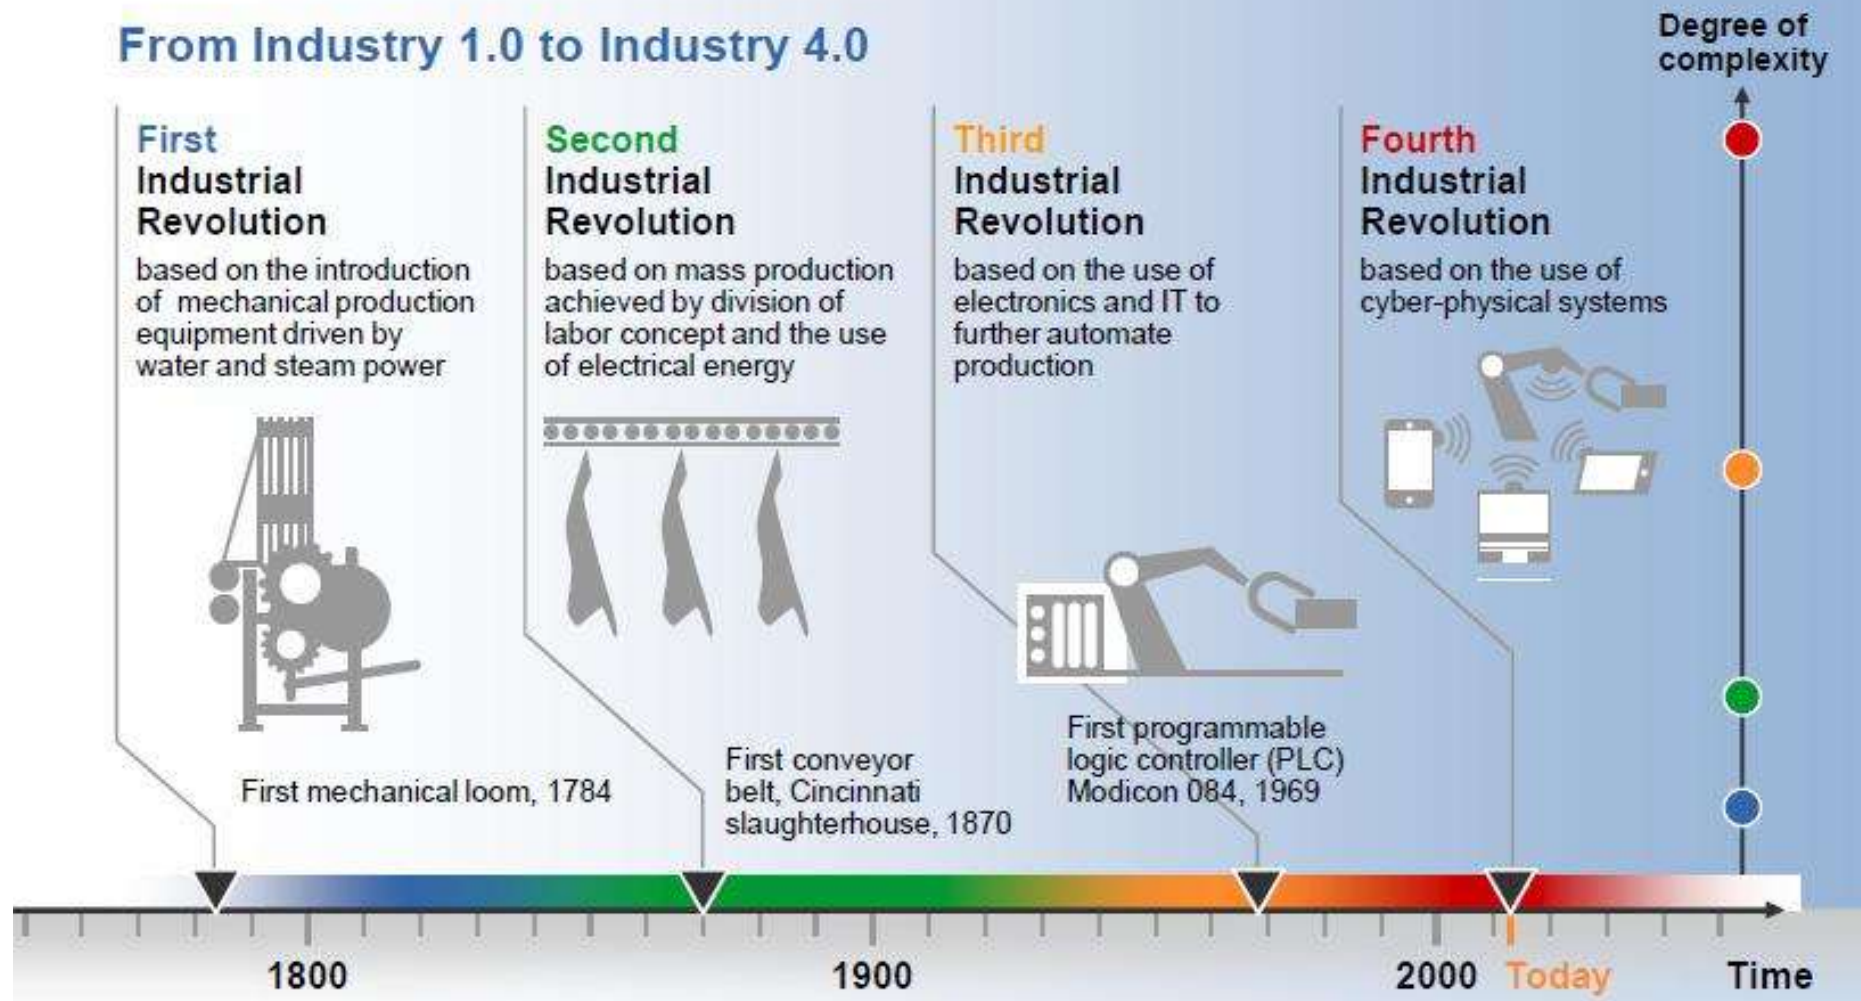 From Industry 1.0 to Industry 4.0
Degree of
complexity
First
Industrial
Revolution
based on the introduction
of mechanical production
equipment driven by
water and steam power
Second
Industrial
Revolution
based on mass production
achieved by division of
labor concept and the use
of electrical energy
Third
Industrial
Revolution
based on the use of
electronics and IT to
further automate
production
Fourth
Industrial
Revolution
based on the use of
cyber-physical systems
First mechanical loom, 1784
First conveyor
belt, Cincinnati
slaughterhouse, 1870
First programmable
logic controller (PLC)
Modicon 084, 1969
1800
1900
2000
Today
Time